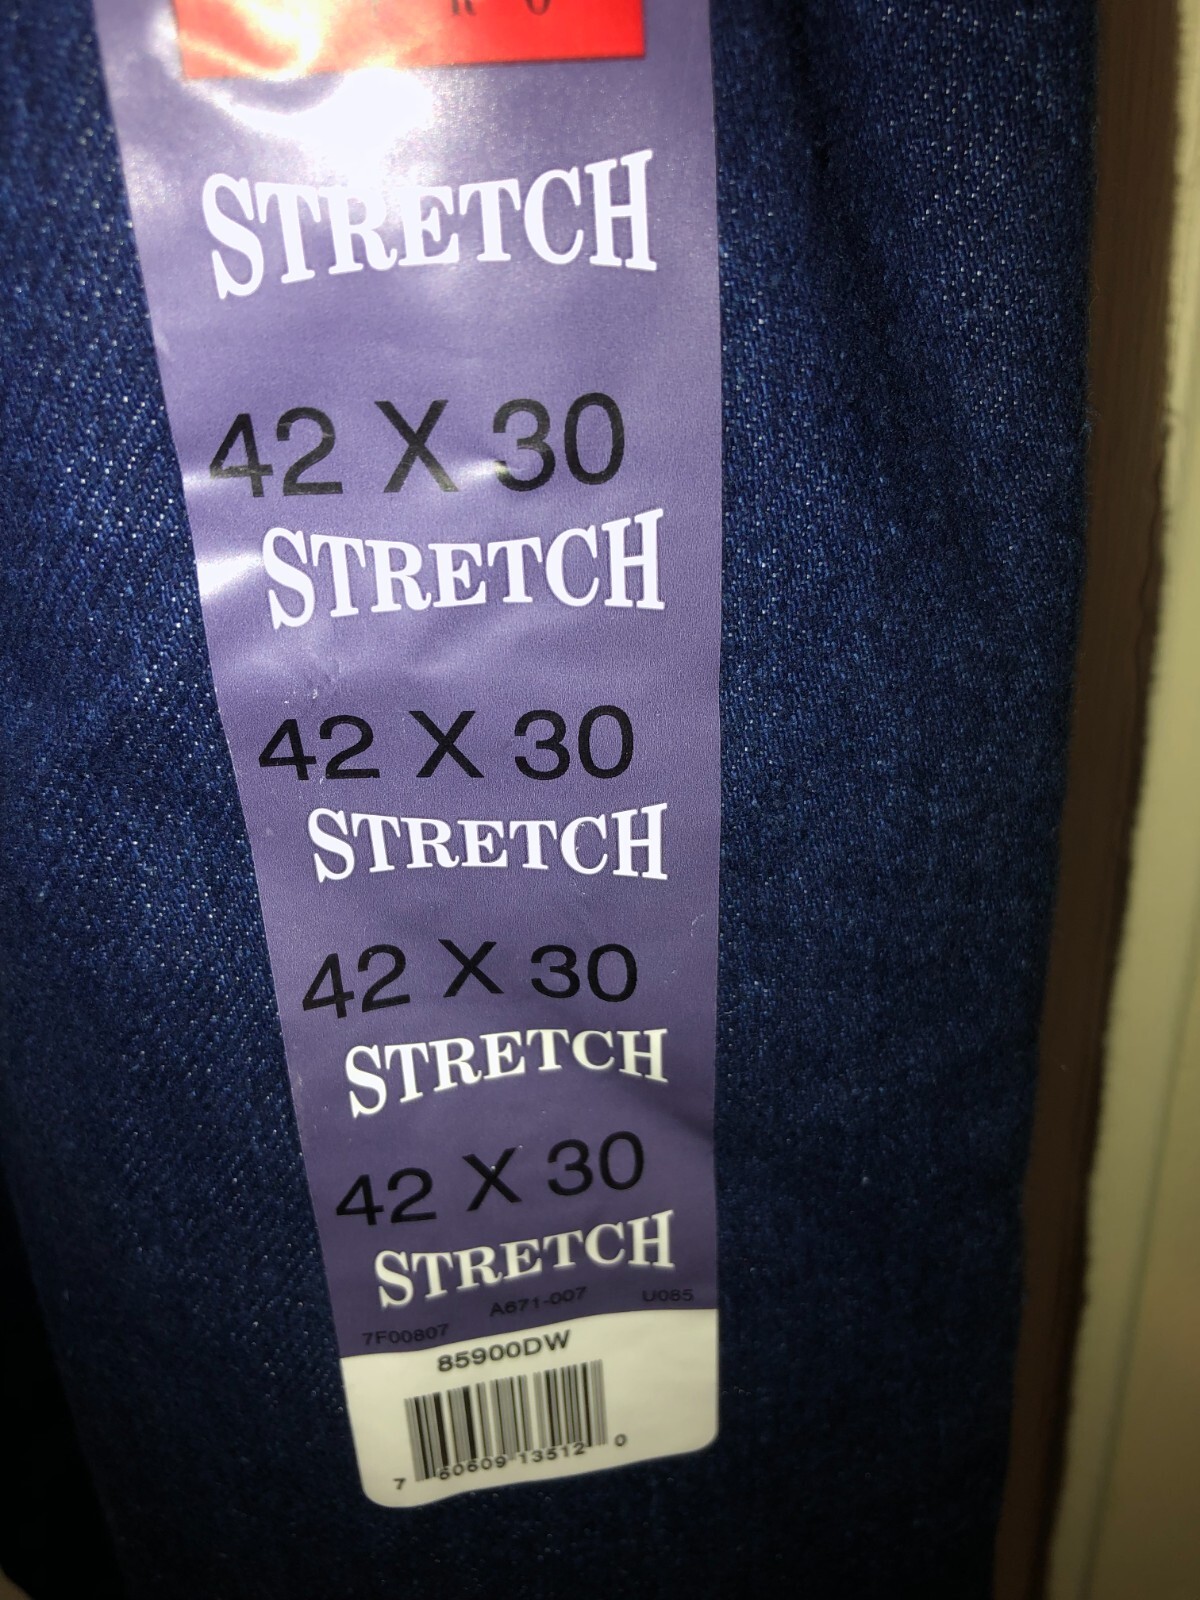 R O
STRETCH
42 X 30
STRETCH
42 X 30
STRETCH
42 X 30
STRETCH
42 X 30
STRETCH
7F00807 A671-007 U085
85900DW
7 60609 13512 0